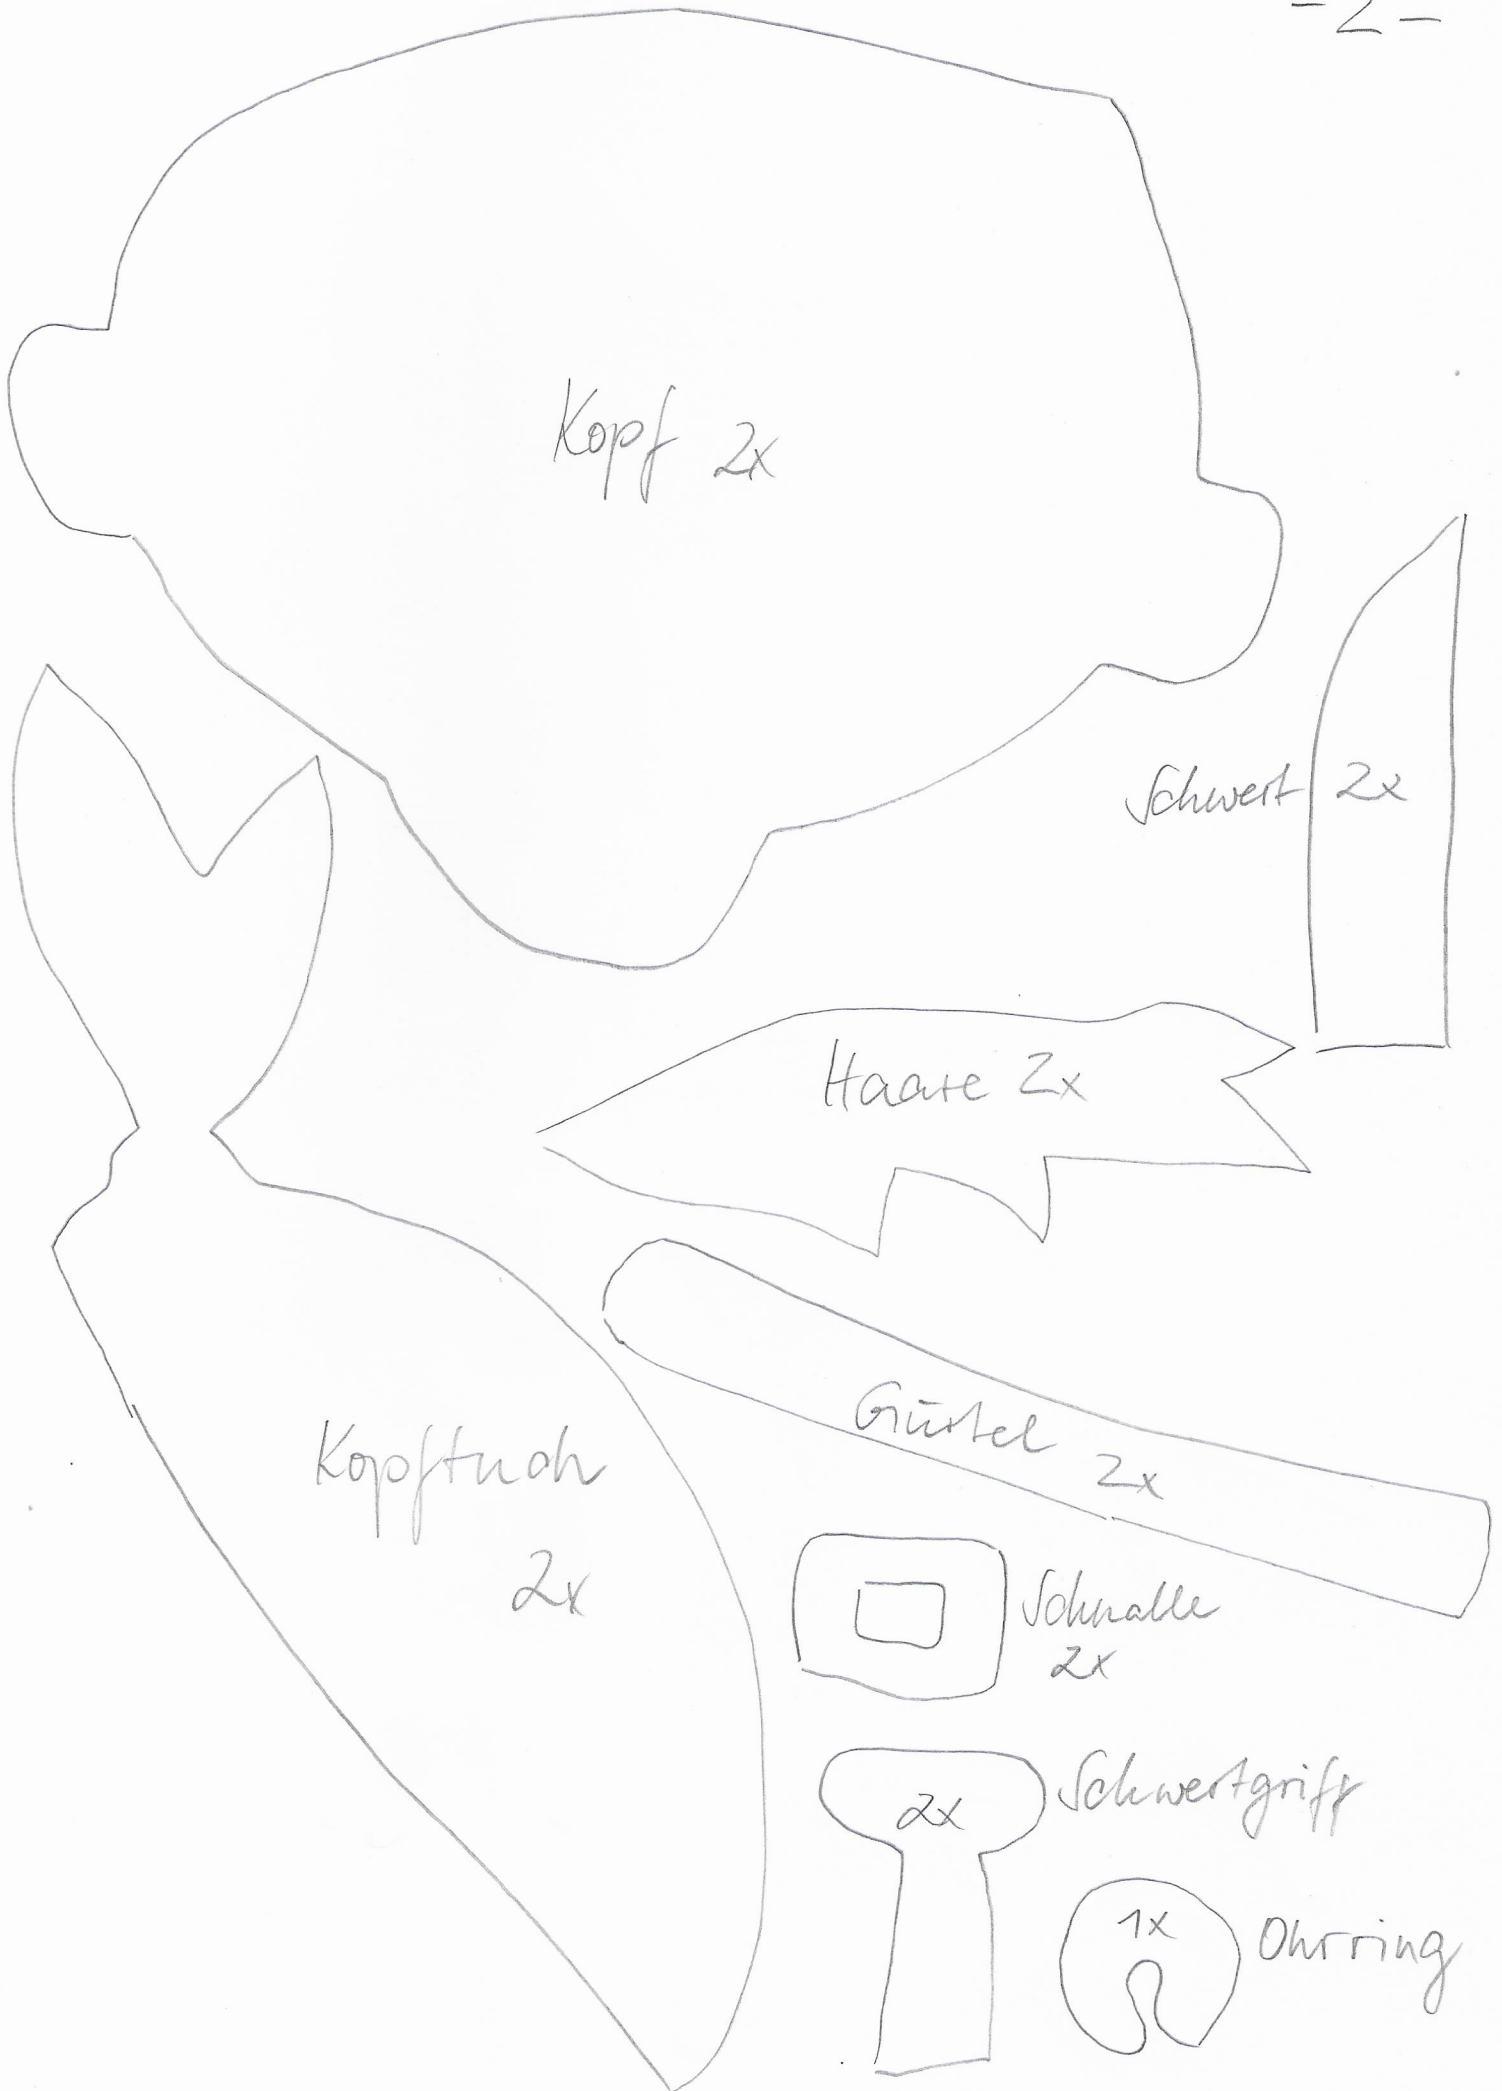 - 2 -
Kopf 2x
Schwert 2x
Haare 2x
Gürtel 2x
Kopftuch
2x
Schnalle
2x
Schwertgriff
2x
1x
Ohrring